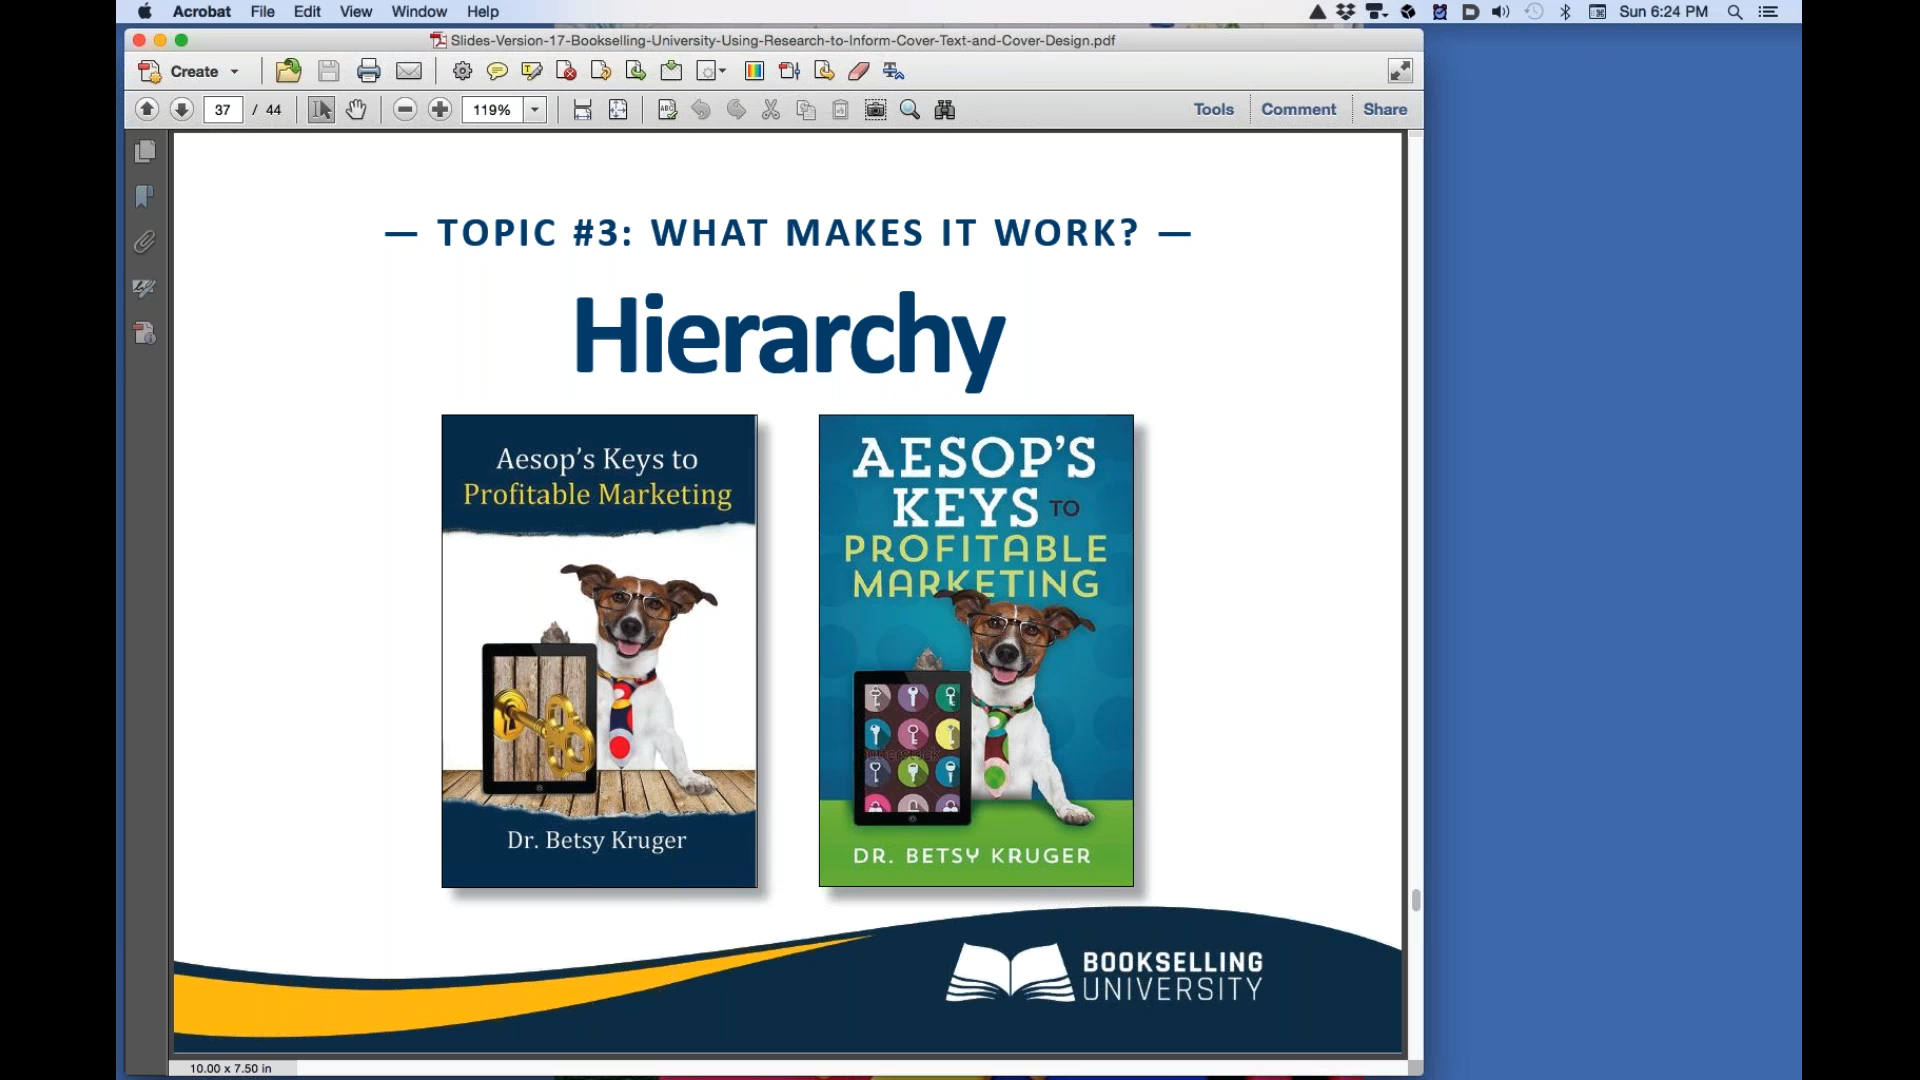 Acrobat File Edit View Window Help
Sun 6:24 PM
Slides-Version-17-Bookselling-University-Using-Research-to-Inform-Cover-Text-and-Cover-Design.pdf
Create
37 / 44
119%
Tools Comment Share
— TOPIC #3: WHAT MAKES IT WORK? —
Hierarchy
Aesop's Keys to
Profitable Marketing
Dr. Betsy Kruger
AESOP'S
KEYS TO
PROFITABLE
MARKETING
DR. BETSY KRUGER
BOOKSELLING
UNIVERSITY
10.00 x 7.50 in